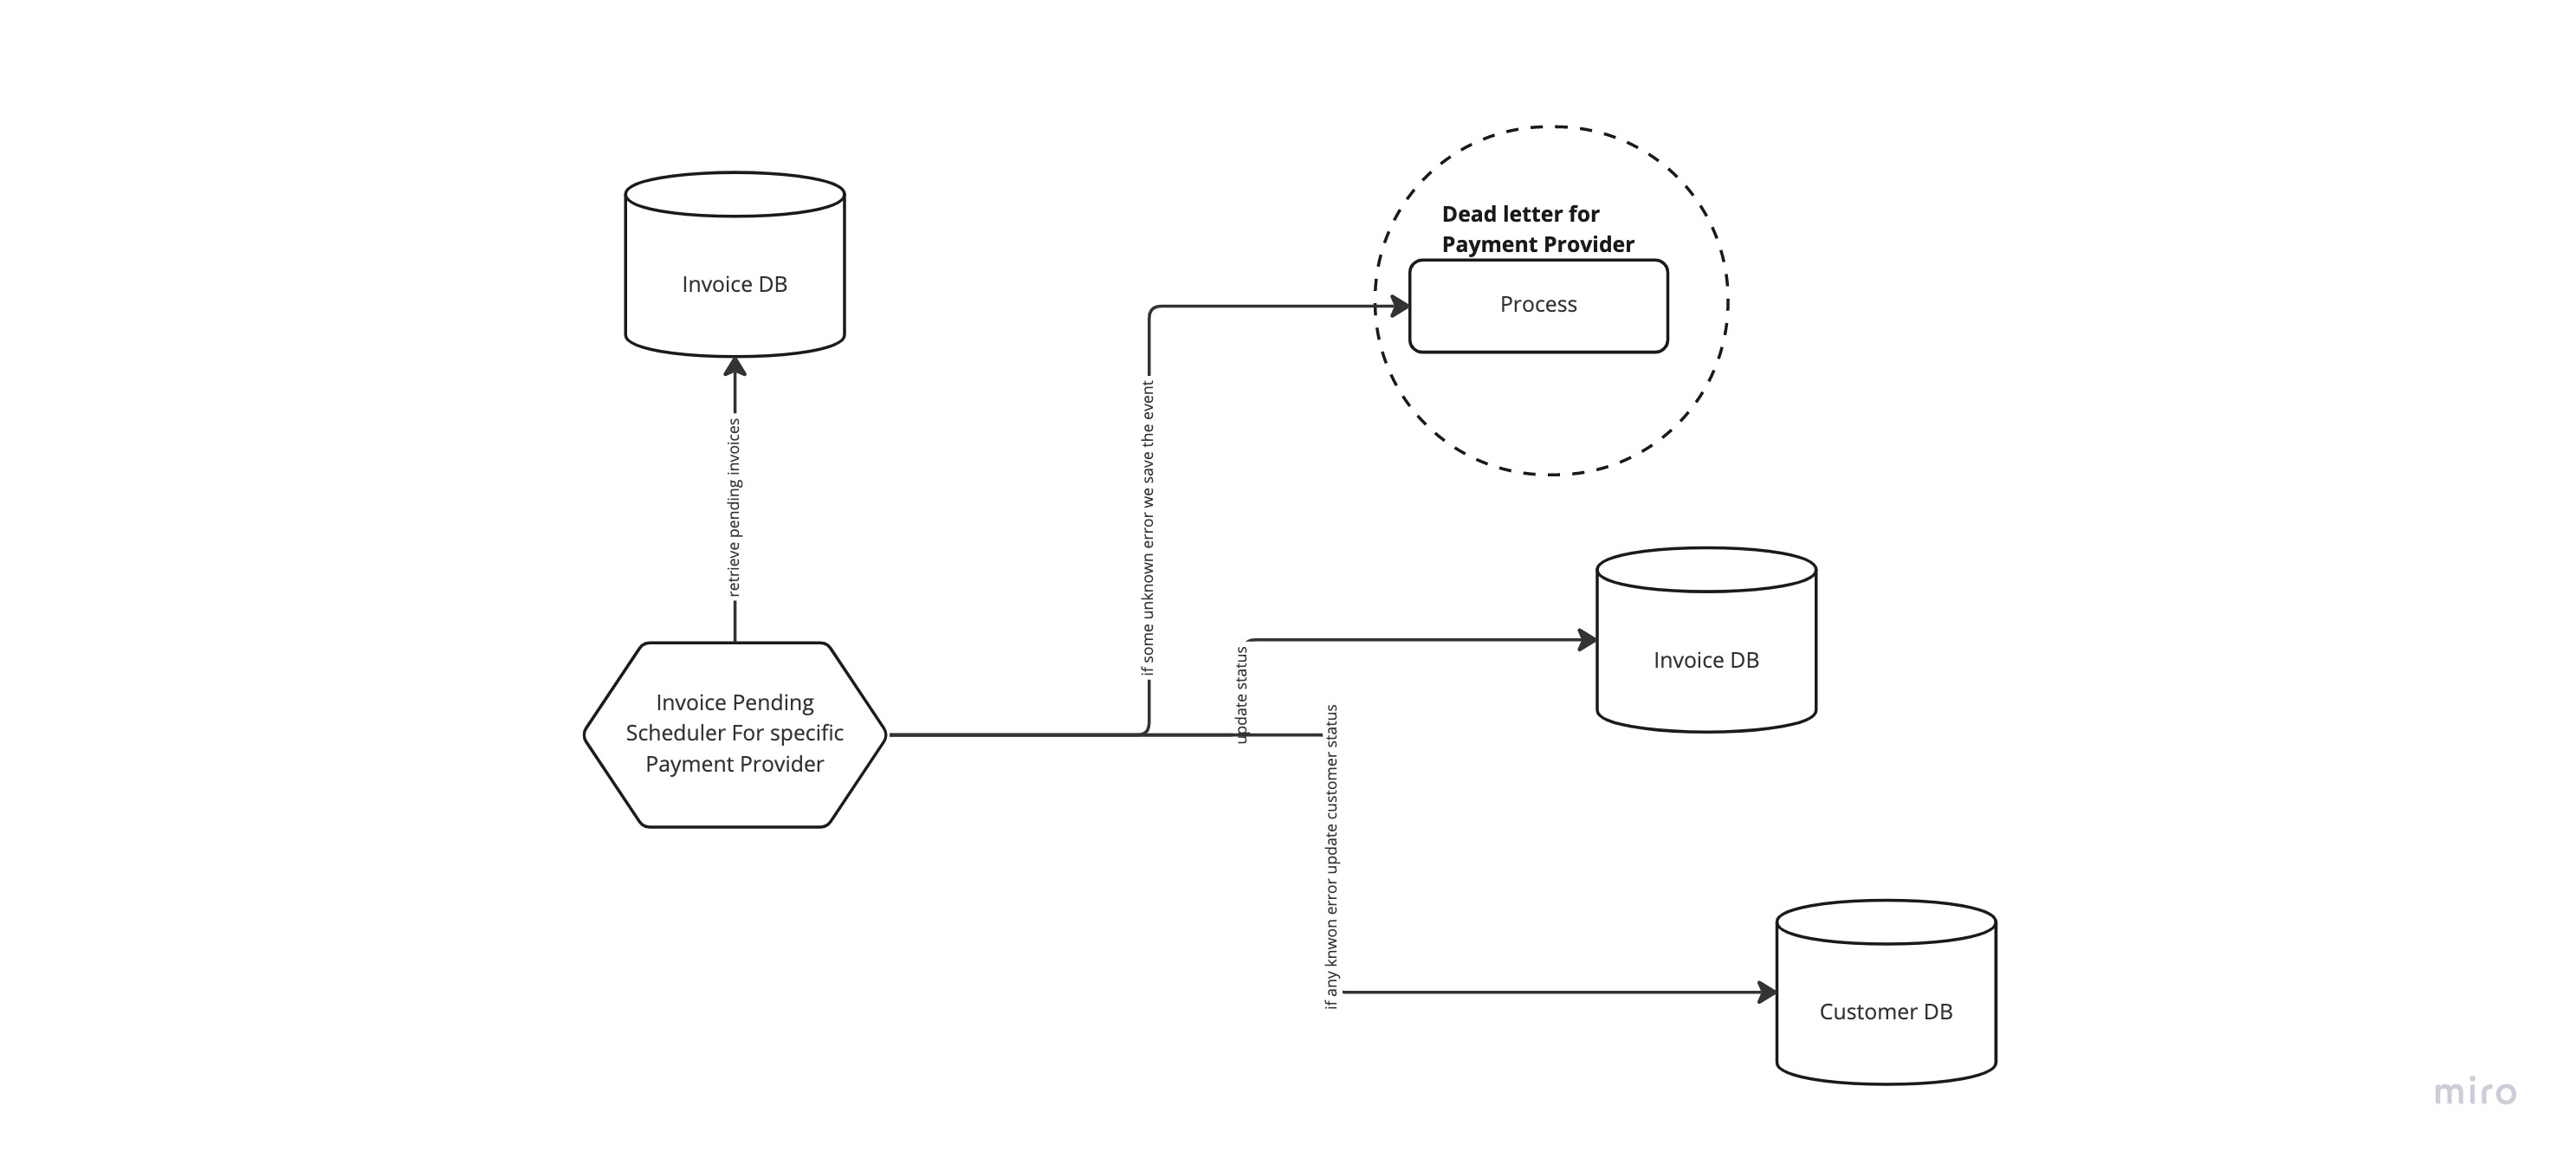 Dead letter for
Payment Provider
Invoice DB
Process
retrieve pending invoices
if some unknown error we save the event
Invoice DB
update status
Invoice Pending
Scheduler For specific
Payment Provider
if any knwon error update customer status
Customer DB
miro